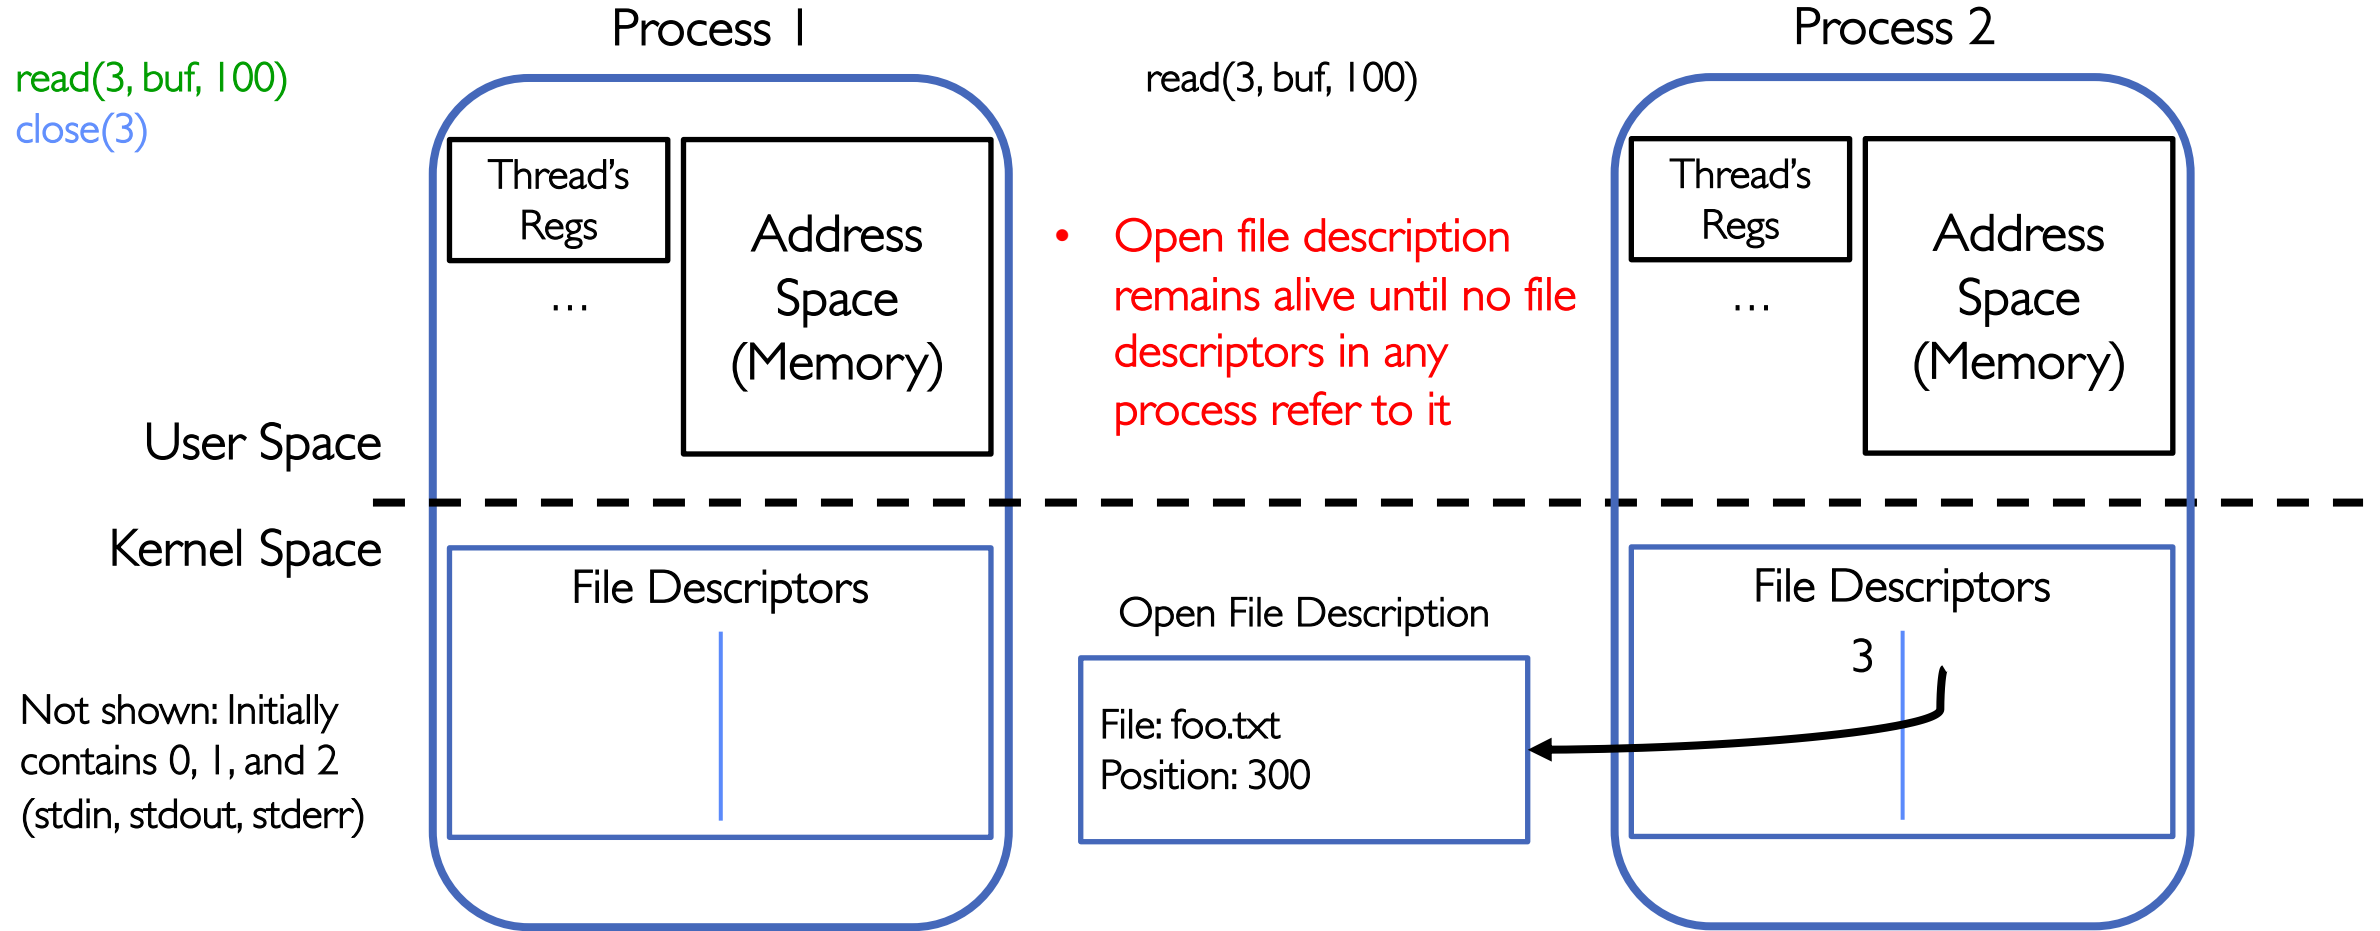 Process 1
Process 2
read(3, buf, 100)
close(3)
read(3, buf, 100)
Thread's
Regs
...
Address
Space
(Memory)
• Open file description
remains alive until no file
descriptors in any
process refer to it
Thread's
Regs
...
Address
Space
(Memory)
User Space
Kernel Space
File Descriptors
Open File Description
File: foo.txt
Position: 300
File Descriptors
3
Not shown: Initially
contains 0, 1, and 2
(stdin, stdout, stderr)